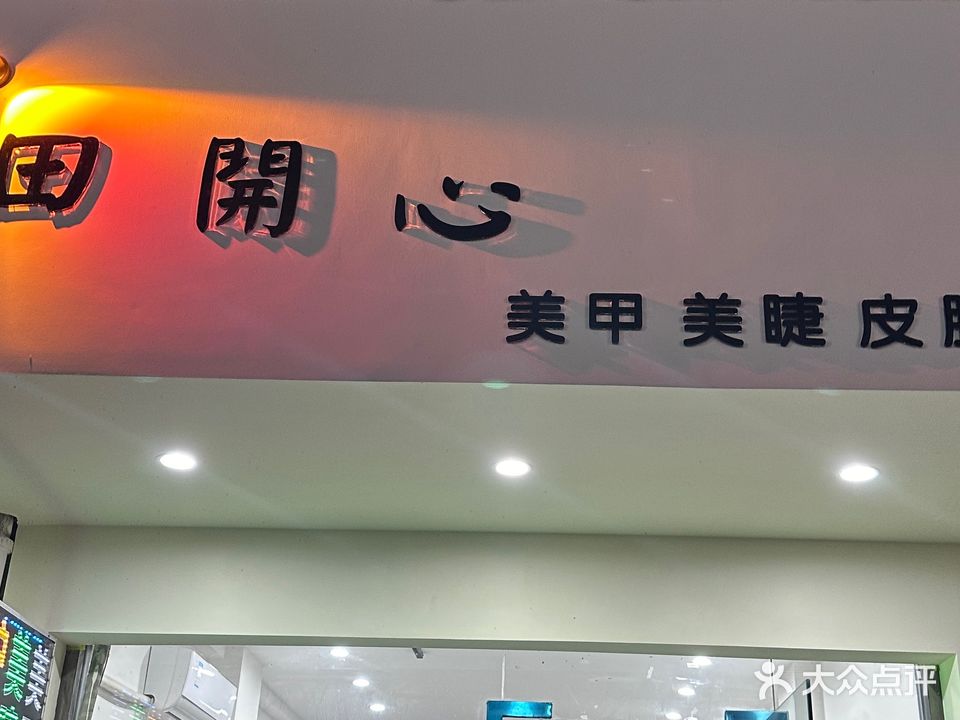 田 開 心
美甲 美睫 皮
大众点评